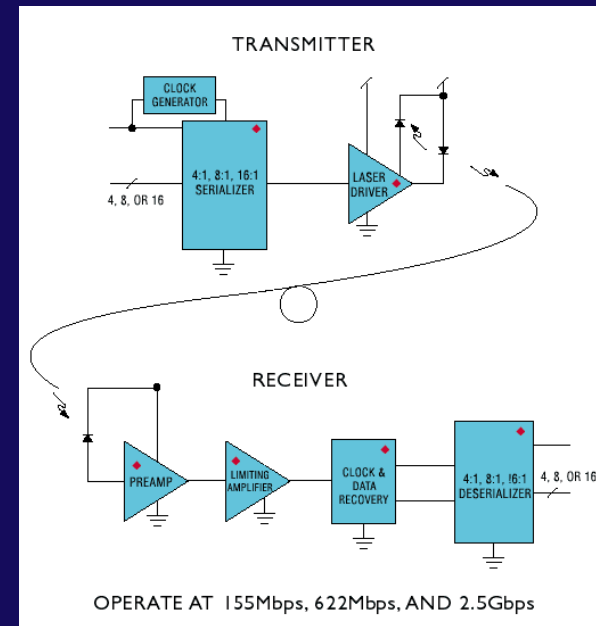 TRANSMITTER
CLOCK
GENERATOR
4:1, 8:1, 16:1
SERIALIZER
4, 8, OR 16
LASER
DRIVER
RECEIVER
PREAMP
LIMITING
AMPLIFIER
CLOCK &
DATA
RECOVERY
4:1, 8:1, !6:1
DESERIALIZER
4, 8, OR 16
OPERATE AT 155Mbps, 622Mbps, AND 2.5Gbps